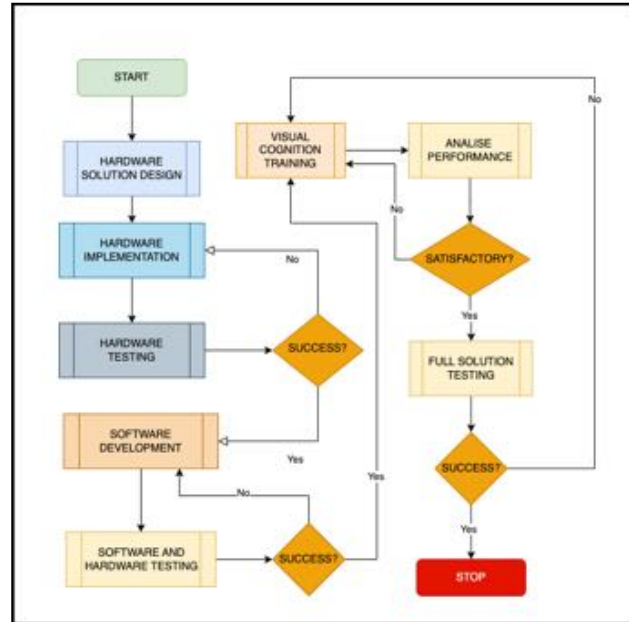 START
HARDWARE
SOLUTION DESIGN
HARDWARE
IMPLEMENTATION
No
HARDWARE
TESTING
SUCCESS?
SOFTWARE
DEVELOPMENT
Yes
No
SOFTWARE AND
HARDWARE TESTING
SUCCESS?
Yes
VISUAL
COGNITION
TRAINING
ANALISE
PERFORMANCE
No
No
SATISFACTORY?
Yes
FULL SOLUTION
TESTING
SUCCESS?
Yes
STOP